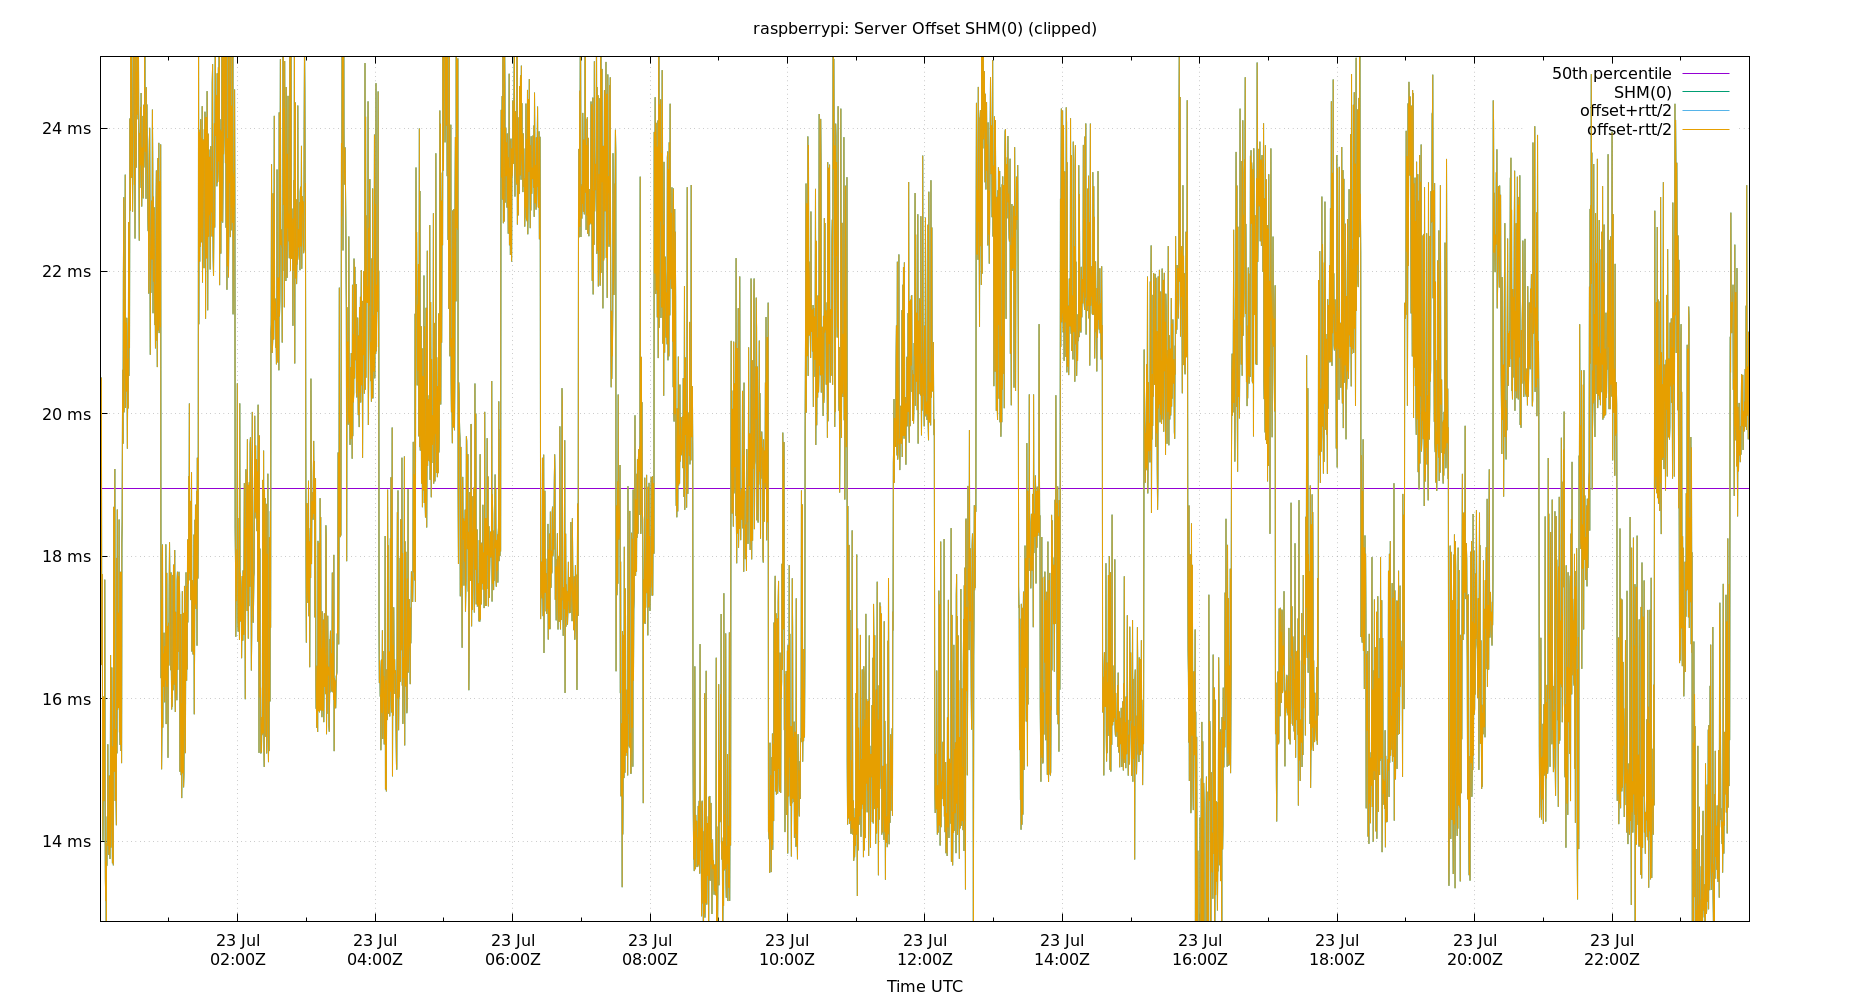 raspberrypi: Server Offset SHM(0) (clipped)
50th percentile
SHM(0)
offset+rtt/2
offset-rtt/2
24 ms
22 ms
20 ms
18 ms
16 ms
14 ms
23 Jul 23 Jul 23 Jul 23 Jul 23 Jul 23 Jul 23 Jul 23 Jul 23 Jul 23 Jul 23 Jul
02:00Z 04:00Z 06:00Z 08:00Z 10:00Z 12:00Z 14:00Z 16:00Z 18:00Z 20:00Z 22:00Z
Time UTC